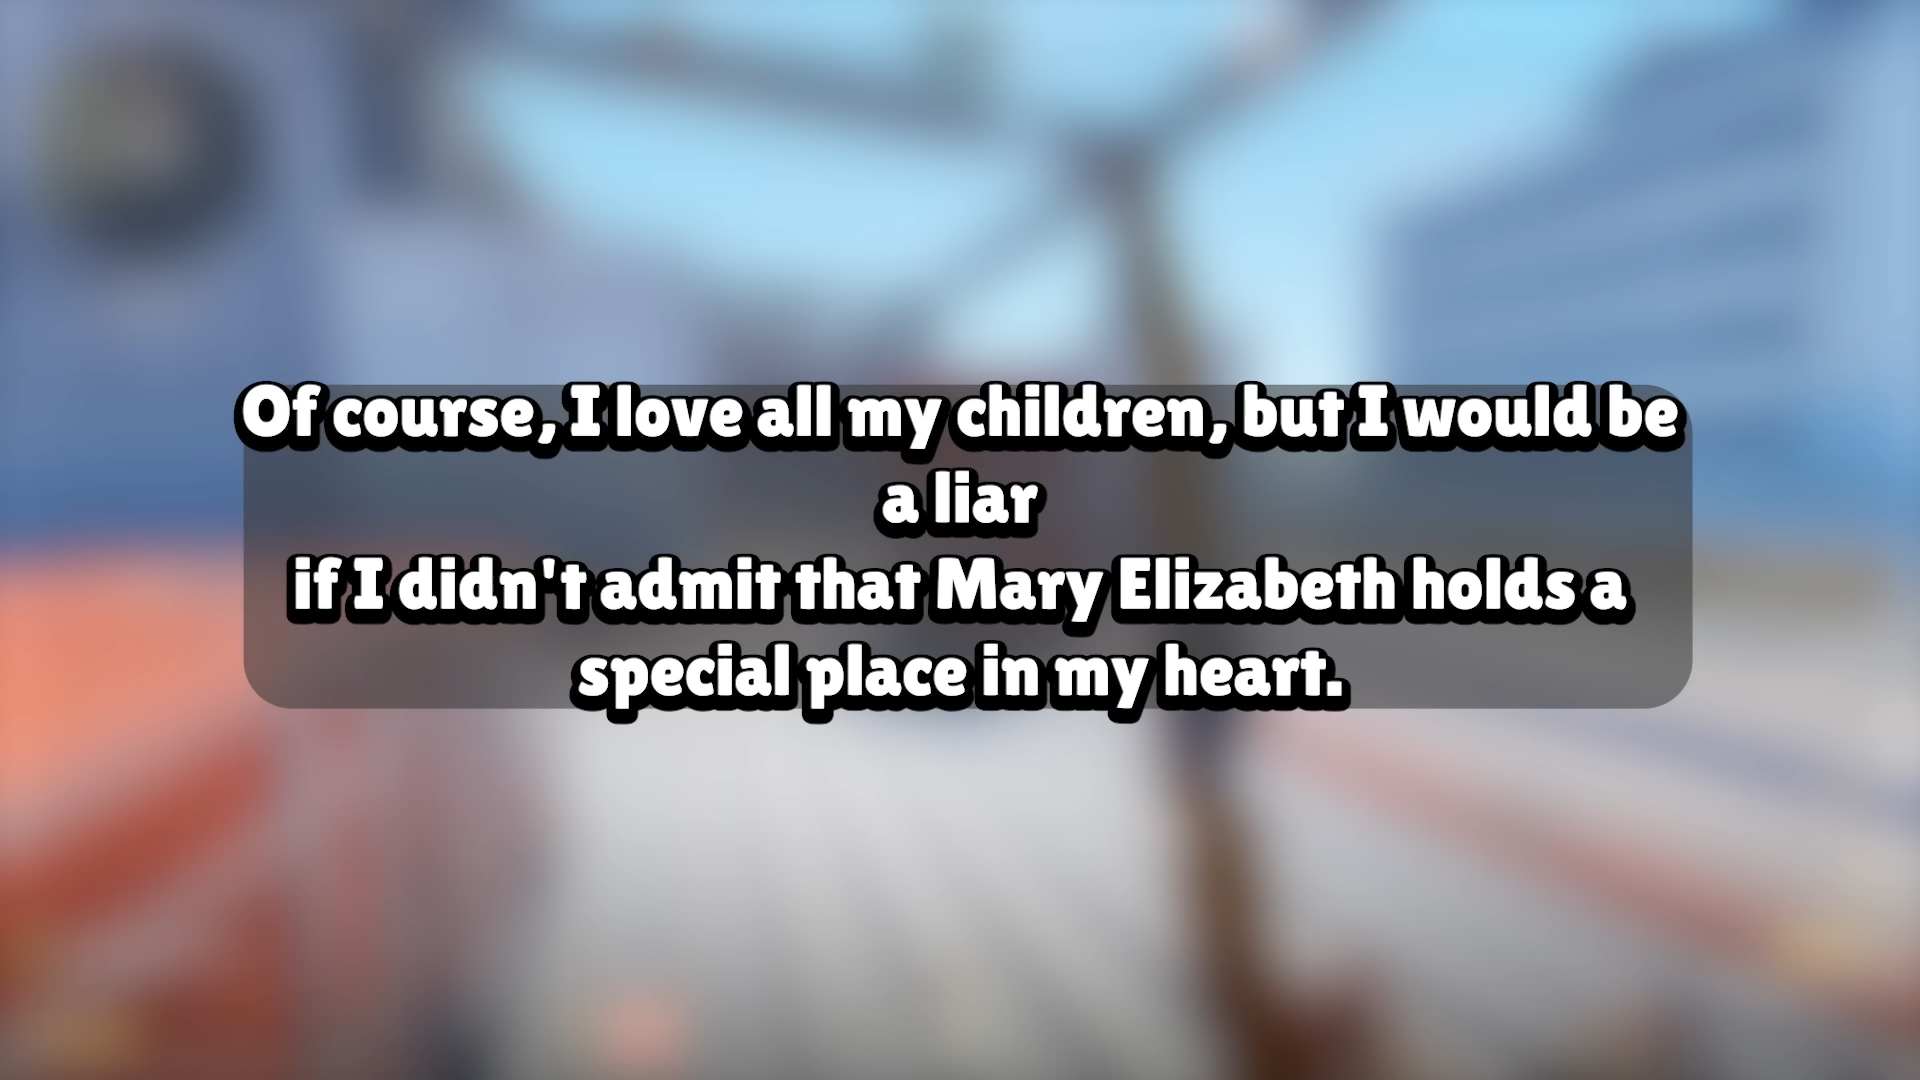 Of course, I love all my children, but I would be
a liar
if I didn't admit that Mary Elizabeth holds a
special place in my heart.